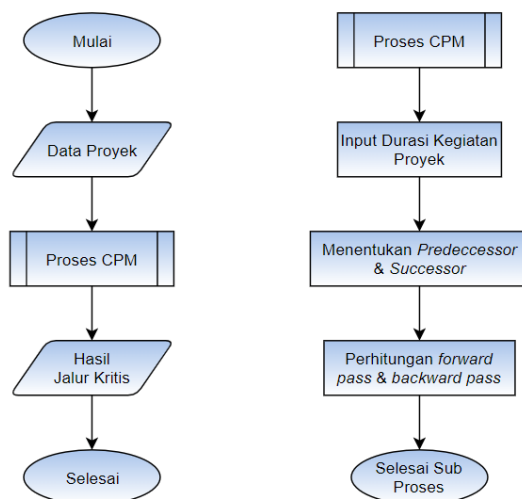 Mulai
Data Proyek
Proses CPM
Hasil
Jalur Kritis
Selesai
Proses CPM
Input Durasi Kegiatan
Proyek
Menentukan Predeccessor
& Successor
Perhitungan forward
pass & backward pass
Selesai Sub
Proses